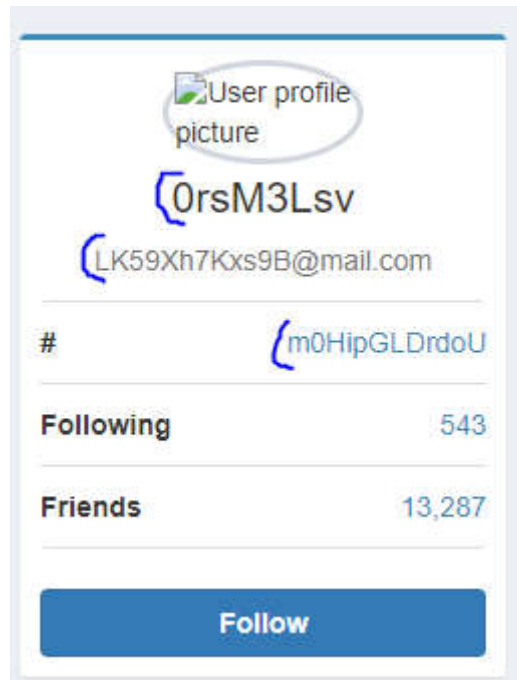 User profile
picture
0rsM3Lsv
LK59Xh7Kxs9B@mail.com
# m0HipGLDrdoU
Following 543
Friends 13,287
Follow